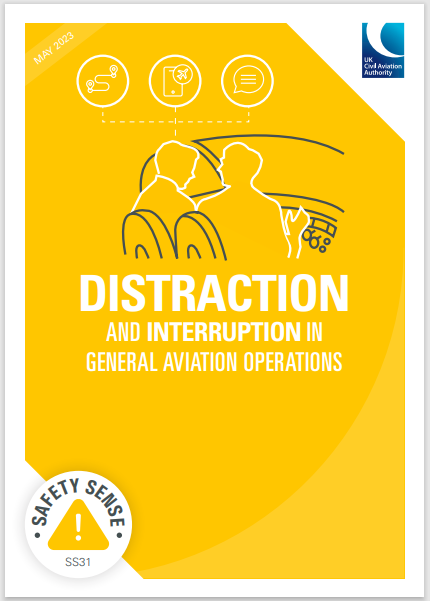 MAY 2023
UK
Civil Aviation
Authority
DISTRACTION
AND INTERRUPTION IN
GENERAL AVIATION OPERATIONS
SAFETY SENSE
!
SS31